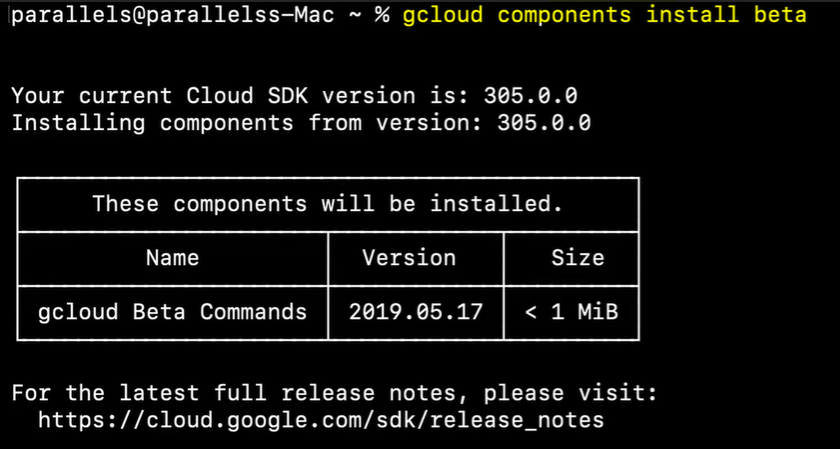 parallels@parallelss-Mac ~ % gcloud components install beta
Your current Cloud SDK version is: 305.0.0
Installing components from version: 305.0.0
These components will be installed.
Name Version Size
gcloud Beta Commands 2019.05.17 < 1 MiB
For the latest full release notes, please visit:
https://cloud.google.com/sdk/release_notes